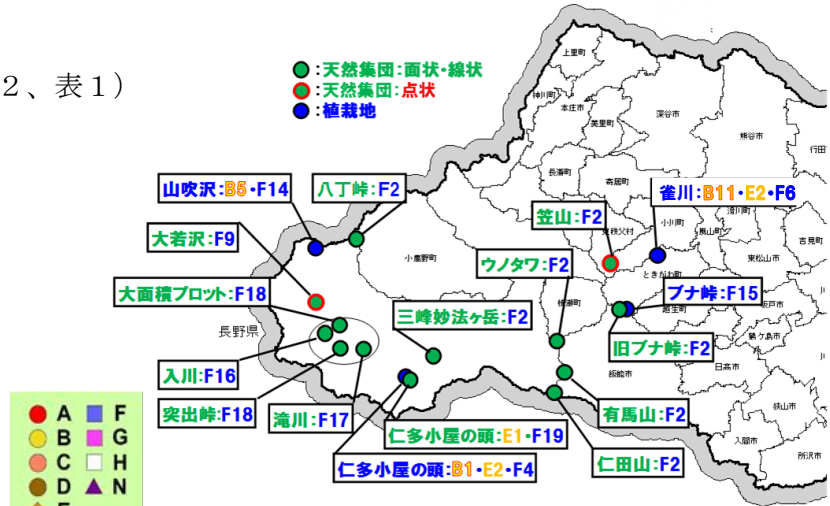 2、表1)
●:天然集団:面状・線状
●:天然集団:点状
●:植栽地
上里町
神川町
本庄市
美里町
深谷市
熊谷市
行田
長瀞町
寄居町
山吹沢:B5・F14
八丁峠:F2
雀川:B11・E2・F6
笠山:F2
東秩父村
小川町
嵐山町
滑川町
吉見町
大若沢:F9
小鹿野町
ウノタワ:F2
ときがわ町
東松山市
大面積プロット:F18
横瀬町
ブナ峠:F15
越生町
坂戸市
三峰妙法ヶ岳:F2
長野県
旧ブナ峠:F2
鶴ケ島市
入川:F16
飯能市
日高市
突出峠:F18
滝川:F17
有馬山:F2
狭山市
仁多小屋の頭:E1・F19
入間市
所沢市
仁多小屋の頭:B1・E2・F4
仁田山:F2
A F
B G
C H
D N